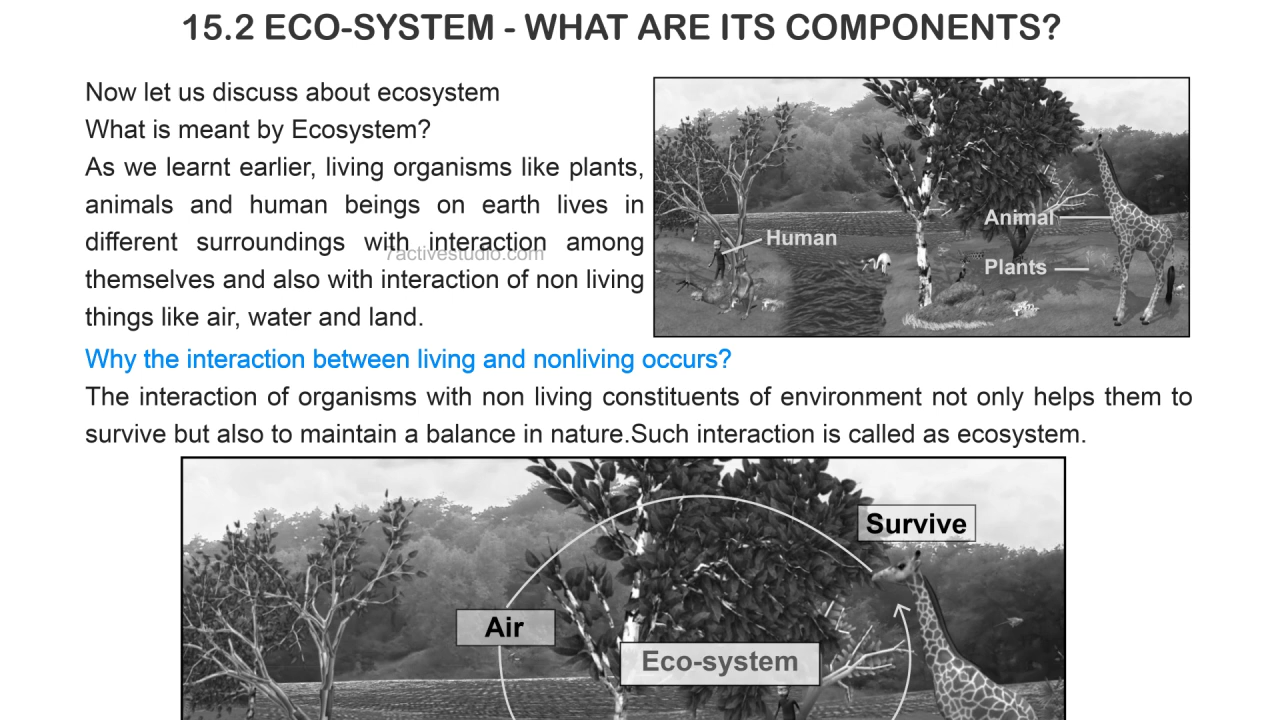 15.2 ECO-SYSTEM - WHAT ARE ITS COMPONENTS?
Now let us discuss about ecosystem
What is meant by Ecosystem?
As we learnt earlier, living organisms like plants,
animals and human beings on earth lives in
different surroundings with interaction among
7activestudio.com
themselves and also with interaction of non living
things like air, water and land.
Human
Animal
Plants
Why the interaction between living and nonliving occurs?
The interaction of organisms with non living constituents of environment not only helps them to
survive but also to maintain a balance in nature.Such interaction is called as ecosystem.
Survive
Air
Eco-system